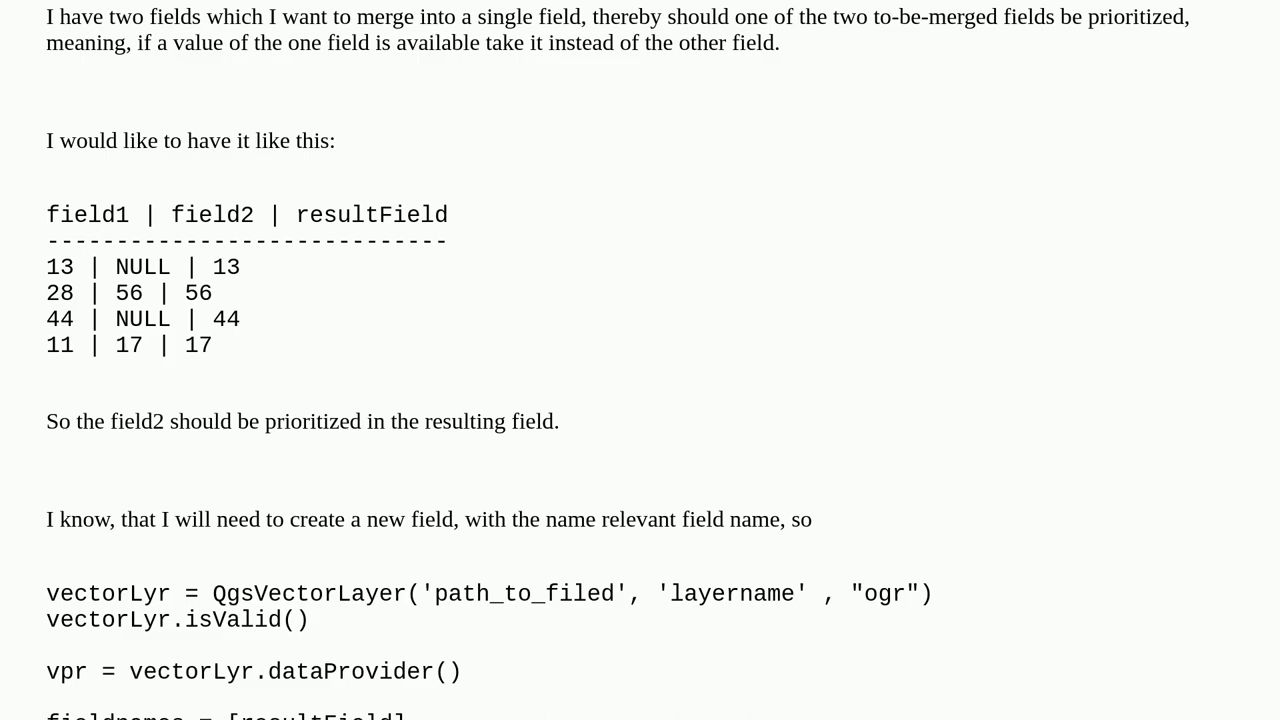 I have two fields which I want to merge into a single field, thereby should one of the two to-be-merged fields be prioritized,
meaning, if a value of the one field is available take it instead of the other field.
I would like to have it like this:
field1 | field2 | resultField
-----------------------------
13 | NULL | 13
28 | 56 | 56
44 | NULL | 44
11 | 17 | 17
So the field2 should be prioritized in the resulting field.
I know, that I will need to create a new field, with the name relevant field name, so
vectorLyr = QgsVectorLayer('path_to_filed', 'layername' , "ogr")
vectorLyr.isValid()
vpr = vectorLyr.dataProvider()
fieldnames = [resultField]